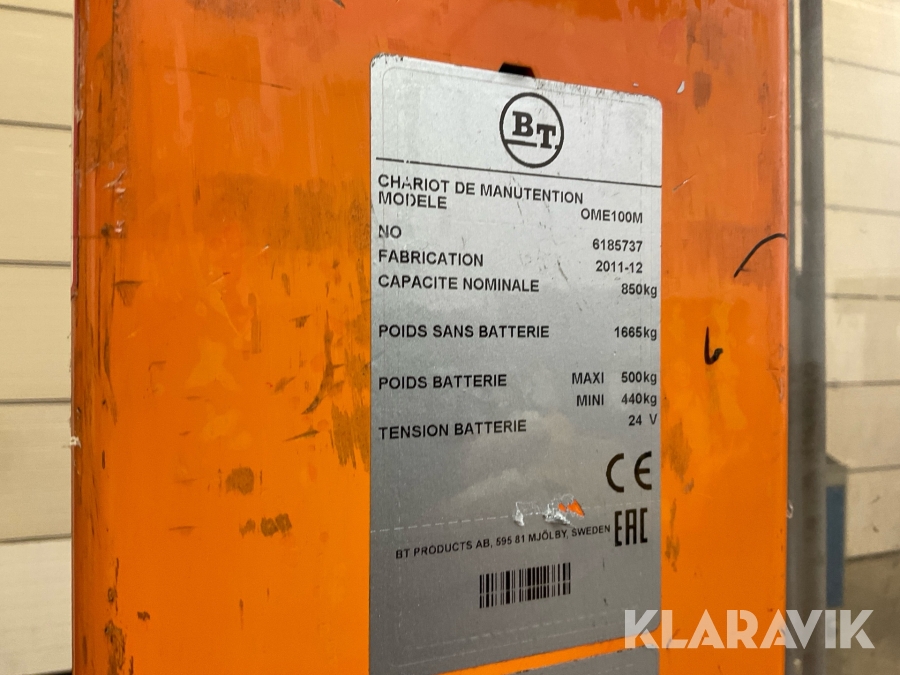 BT
CHARIOT DE MANUTENTION
MODELE OME100M
NO 6185737
FABRICATION 2011-12
CAPACITE NOMINALE 850kg
POIDS SANS BATTERIE 1665kg
POIDS BATTERIE MAXI 500kg
MINI 440kg
TENSION BATTERIE 24 V
CE
BT PRODUCTS AB, 595 81 MJÖLBY, SWEDEN EAC
KLARAVIK